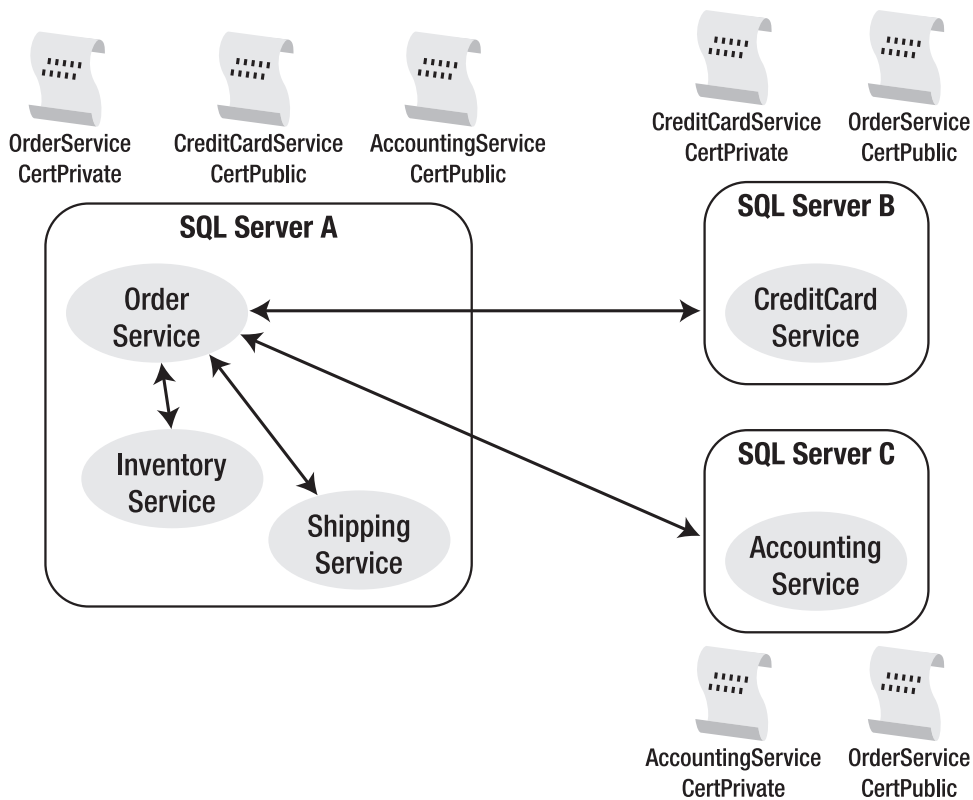 OrderService
CertPrivate
CreditCardService
CertPublic
AccountingService
CertPublic
CreditCardService
CertPrivate
OrderService
CertPublic
SQL Server A
Order
Service
Inventory
Service
Shipping
Service
SQL Server B
CreditCard
Service
SQL Server C
Accounting
Service
AccountingService
CertPrivate
OrderService
CertPublic